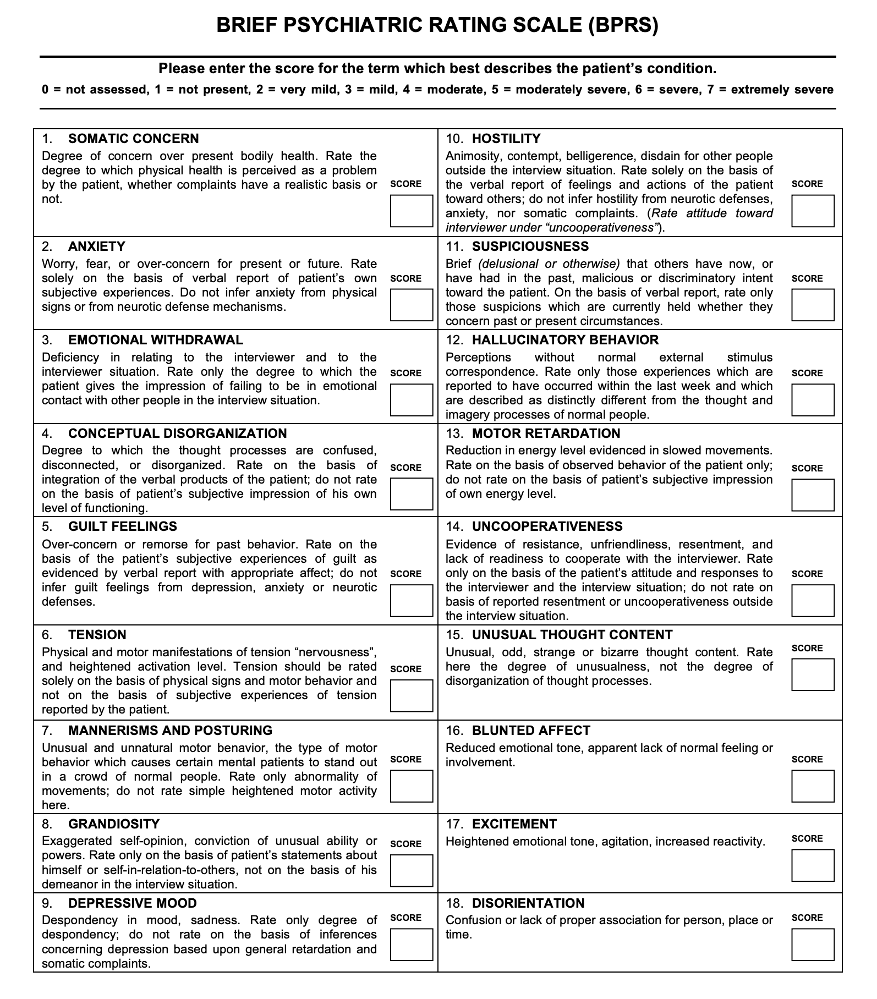 BRIEF PSYCHIATRIC RATING SCALE (BPRS)
Please enter the score for the term which best describes the patient’s condition.
0 = not assessed, 1 = not present, 2 = very mild, 3 = mild, 4 = moderate, 5 = moderately severe, 6 = severe, 7 = extremely severe
1. SOMATIC CONCERN
Degree of concern over present bodily health. Rate the
degree to which physical health is perceived as a problem
by the patient, whether complaints have a realistic basis or
not.
SCORE
2. ANXIETY
Worry, fear, or over-concern for present or future. Rate
solely on the basis of verbal report of patient’s own
subjective experiences. Do not infer anxiety from physical
signs or from neurotic defense mechanisms.
SCORE
3. EMOTIONAL WITHDRAWAL
Deficiency in relating to the interviewer and to the
interviewer situation. Rate only the degree to which the
patient gives the impression of failing to be in emotional
contact with other people in the interview situation.
SCORE
4. CONCEPTUAL DISORGANIZATION
Degree to which the thought processes are confused,
disconnected, or disorganized. Rate on the basis of
integration of the verbal products of the patient; do not rate
on the basis of patient’s subjective impression of his own
level of functioning.
SCORE
5. GUILT FEELINGS
Over-concern or remorse for past behavior. Rate on the
basis of the patient’s subjective experiences of guilt as
evidenced by verbal report with appropriate affect; do not
infer guilt feelings from depression, anxiety or neurotic
defenses.
SCORE
6. TENSION
Physical and motor manifestations of tension “nervousness”,
and heightened activation level. Tension should be rated
solely on the basis of physical signs and motor behavior and
not on the basis of subjective experiences of tension
reported by the patient.
SCORE
7. MANNERISMS AND POSTURING
Unusual and unnatural motor benavior, the type of motor
behavior which causes certain mental patients to stand out
in a crowd of normal people. Rate only abnormality of
movements; do not rate simple heightened motor activity
here.
SCORE
8. GRANDIOSITY
Exaggerated self-opinion, conviction of unusual ability or
powers. Rate only on the basis of patient’s statements about
himself or self-in-relation-to-others, not on the basis of his
demeanor in the interview situation.
SCORE
9. DEPRESSIVE MOOD
Despondency in mood, sadness. Rate only degree of
despondency; do not rate on the basis of inferences
concerning depression based upon general retardation and
somatic complaints.
SCORE
10. HOSTILITY
Animosity, contempt, belligerence, disdain for other people
outside the interview situation. Rate solely on the basis of
the verbal report of feelings and actions of the patient
toward others; do not infer hostility from neurotic defenses,
anxiety, nor somatic complaints. (Rate attitude toward
interviewer under “uncooperativeness”).
SCORE
11. SUSPICIOUSNESS
Brief (delusional or otherwise) that others have now, or
have had in the past, malicious or discriminatory intent
toward the patient. On the basis of verbal report, rate only
those suspicions which are currently held whether they
concern past or present circumstances.
SCORE
12. HALLUCINATORY BEHAVIOR
Perceptions without normal external stimulus
correspondence. Rate only those experiences which are
reported to have occurred within the last week and which
are described as distinctly different from the thought and
imagery processes of normal people.
SCORE
13. MOTOR RETARDATION
Reduction in energy level evidenced in slowed movements.
Rate on the basis of observed behavior of the patient only;
do not rate on the basis of patient’s subjective impression
of own energy level.
SCORE
14. UNCOOPERATIVENESS
Evidence of resistance, unfriendliness, resentment, and
lack of readiness to cooperate with the interviewer. Rate
only on the basis of the patient’s attitude and responses to
the interviewer and the interview situation; do not rate on
basis of reported resentment or uncooperativeness outside
the interview situation.
SCORE
15. UNUSUAL THOUGHT CONTENT
Unusual, odd, strange or bizarre thought content. Rate
here the degree of unusualness, not the degree of
disorganization of thought processes.
SCORE
16. BLUNTED AFFECT
Reduced emotional tone, apparent lack of normal feeling or
involvement.
SCORE
17. EXCITEMENT
Heightened emotional tone, agitation, increased reactivity.
SCORE
18. DISORIENTATION
Confusion or lack of proper association for person, place or
time.
SCORE